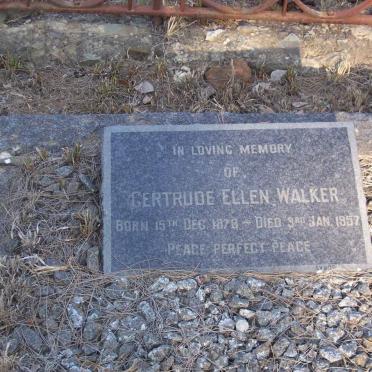 IN LOVING MEMORY
OF
GERTRUDE ELLEN WALKER
BORN 15TH DEC. 1878 ~ DIED 3RD JAN. 1957
PEACE PERFECT PEACE